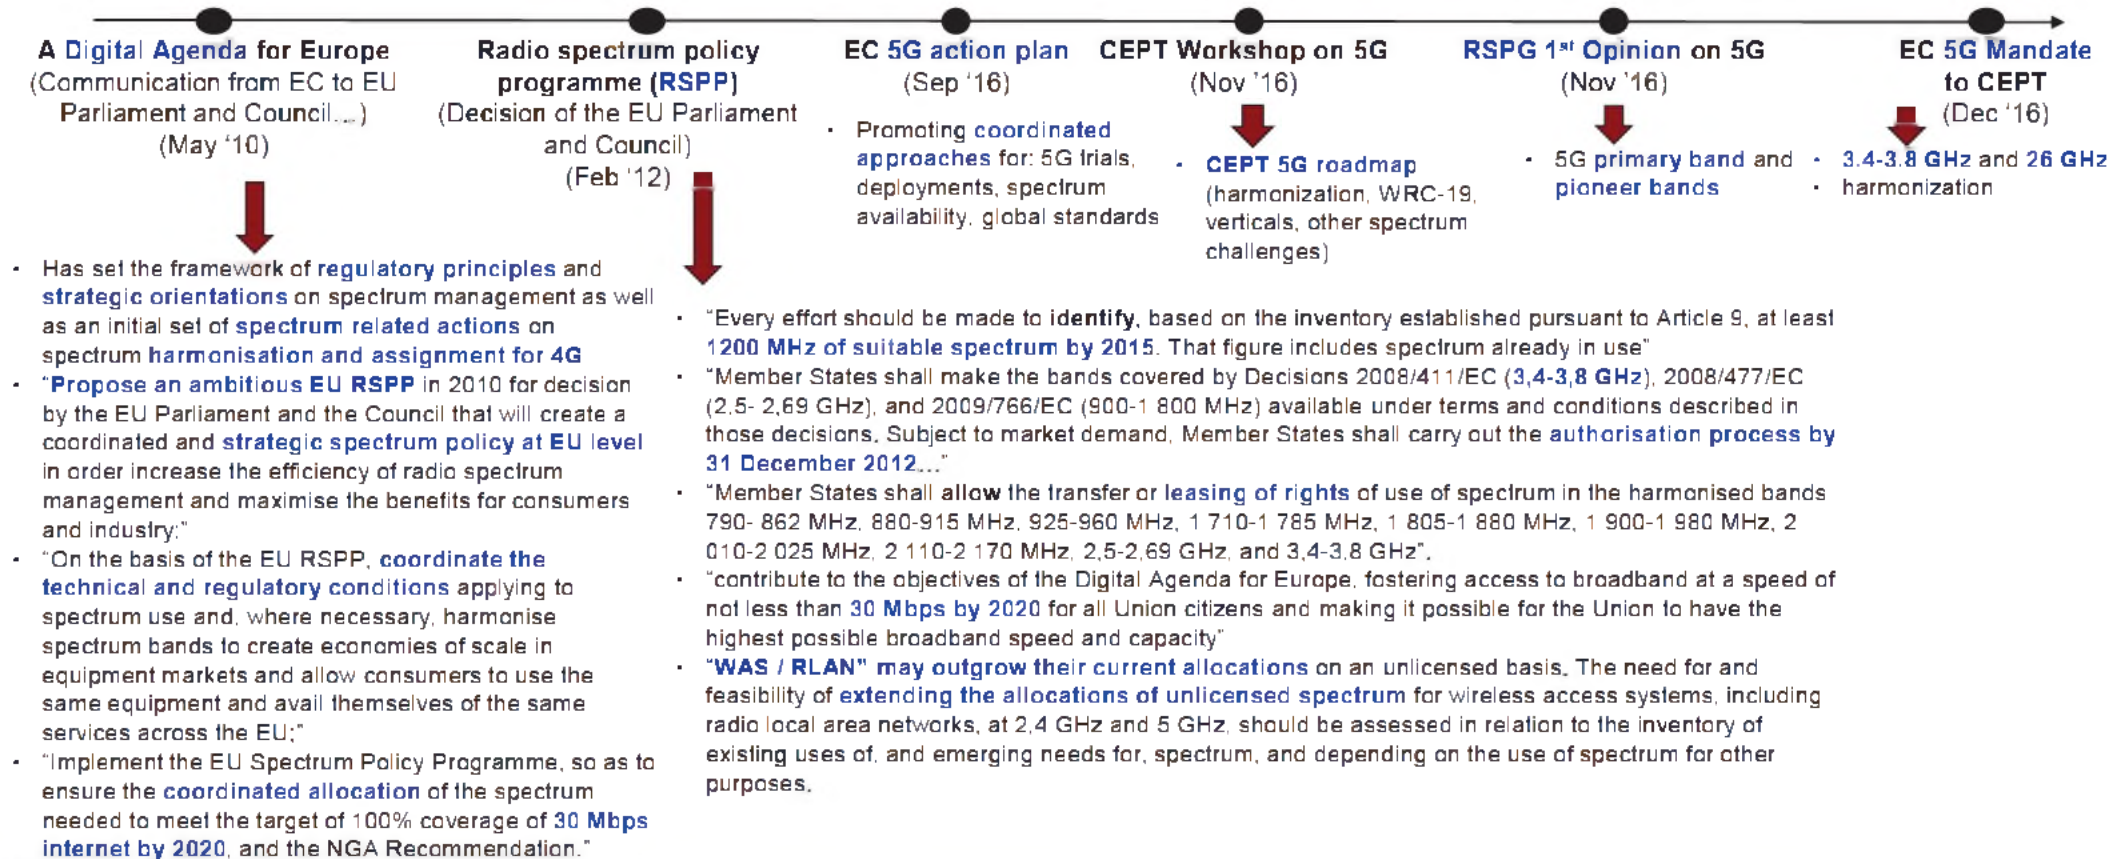 A Digital Agenda for Europe
(Communication from EC to EU
Parliament and Council...)
(May '10)
Radio spectrum policy
programme (RSPP)
(Decision of the EU Parliament
and Council)
(Feb '12)
EC 5G action plan
(Sep '16)
CEPT Workshop on 5G
(Nov '16)
RSPG 1st Opinion on 5G
(Nov '16)
EC 5G Mandate
to CEPT
(Dec '16)
• Has set the framework of regulatory principles and
strategic orientations on spectrum management as well
as an initial set of spectrum related actions on
spectrum harmonisation and assignment for 4G
• "Propose an ambitious EU RSPP in 2010 for decision
by the EU Parliament and the Council that will create a
coordinated and strategic spectrum policy at EU level
in order increase the efficiency of radio spectrum
management and maximise the benefits for consumers
and industry;"
• "On the basis of the EU RSPP, coordinate the
technical and regulatory conditions applying to
spectrum use and, where necessary, harmonise
spectrum bands to create economies of scale in
equipment markets and allow consumers to use the
same equipment and avail themselves of the same
services across the EU;"
• "Implement the EU Spectrum Policy Programme, so as to
ensure the coordinated allocation of the spectrum
needed to meet the target of 100% coverage of 30 Mbps
internet by 2020, and the NGA Recommendation."
• "Every effort should be made to identify, based on the inventory established pursuant to Article 9, at least
1200 MHz of suitable spectrum by 2015. That figure includes spectrum already in use"
• "Member States shall make the bands covered by Decisions 2008/411/EC (3,4-3,8 GHz), 2008/477/EC
(2,5- 2,69 GHz), and 2009/766/EC (900-1 800 MHz) available under terms and conditions described in
those decisions. Subject to market demand, Member States shall carry out the authorisation process by
31 December 2012..."
• "Member States shall allow the transfer or leasing of rights of use of spectrum in the harmonised bands
790- 862 MHz, 880-915 MHz, 925-960 MHz, 1 710-1 785 MHz, 1 805-1 880 MHz, 1 900-1 980 MHz, 2
010-2 025 MHz, 2 110-2 170 MHz, 2,5-2,69 GHz, and 3,4-3,8 GHz".
• "contribute to the objectives of the Digital Agenda for Europe, fostering access to broadband at a speed of
not less than 30 Mbps by 2020 for all Union citizens and making it possible for the Union to have the
highest possible broadband speed and capacity"
• "WAS / RLAN" may outgrow their current allocations on an unlicensed basis. The need for and
feasibility of extending the allocations of unlicensed spectrum for wireless access systems, including
radio local area networks, at 2,4 GHz and 5 GHz, should be assessed in relation to the inventory of
existing uses of, and emerging needs for, spectrum, and depending on the use of spectrum for other
purposes.
• Promoting coordinated
approaches for: 5G trials,
deployments, spectrum
availability, global standards
• CEPT 5G roadmap
(harmonization, WRC-19,
verticals, other spectrum
challenges)
• 5G primary band and
pioneer bands
• 3.4-3.8 GHz and 26 GHz
• harmonization